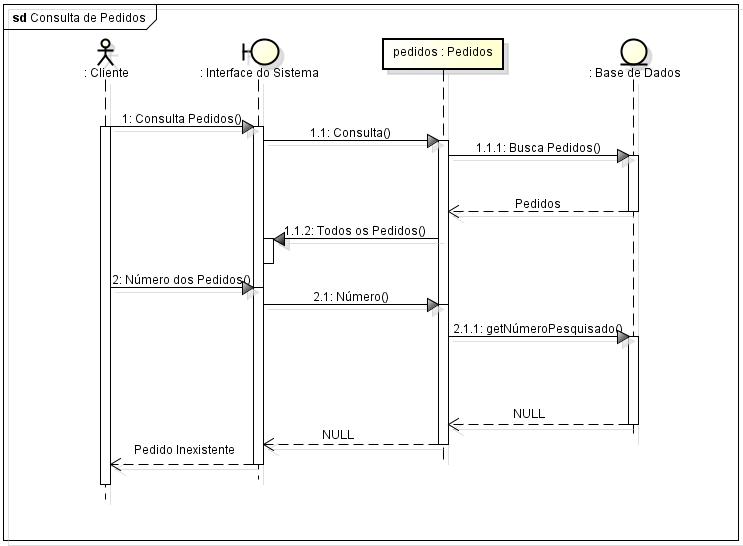 sd Consulta de Pedidos
: Cliente
: Interface do Sistema
pedidos : Pedidos
: Base de Dados
1: Consulta Pedidos()
1.1: Consulta()
1.1.1: Busca Pedidos()
Pedidos
1.1.2: Todos os Pedidos()
2: Número dos Pedidos()
2.1: Número()
2.1.1: getNúmeroPesquisado()
NULL
NULL
Pedido Inexistente